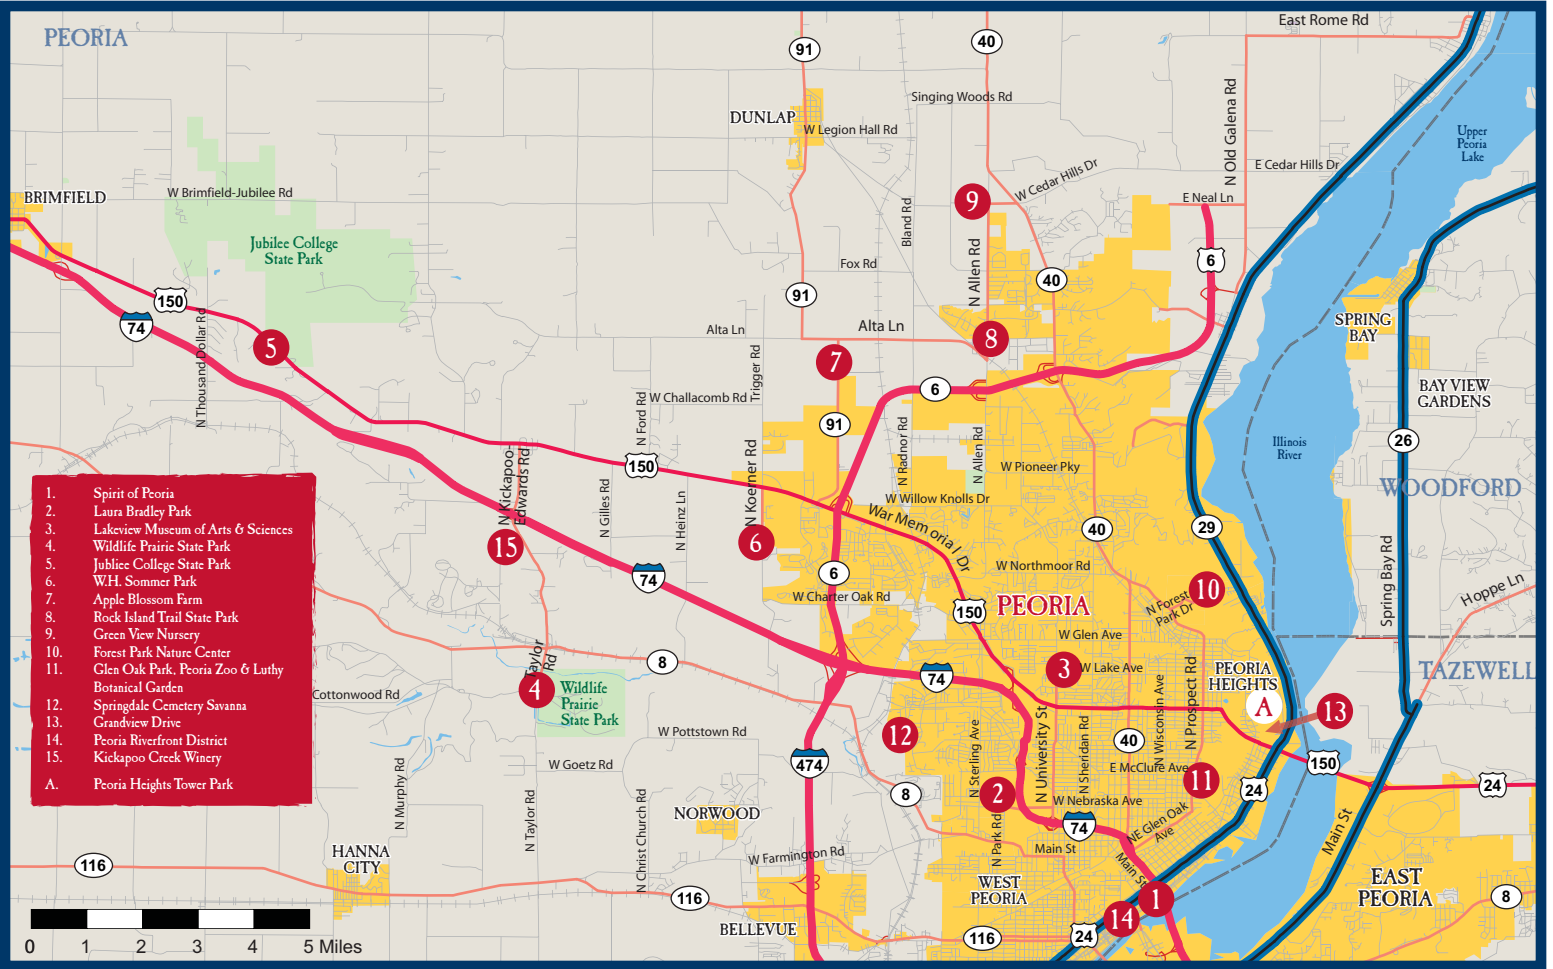 PEORIA
East Rome Rd
91
40
Singing Woods Rd
DUNLAP
W Legion Hall Rd
N Old Galena Rd
Upper
Peoria
Lake
W Cedar Hills Dr
E Cedar Hills Dr
BRIMFIELD
W Brimfield-Jubilee Rd
9
E Neal Ln
Bland Rd
Jubilee College
State Park
Fox Rd
N Allen Rd
6
40
91
150
74
N Thousand Dollar Rd
5
Alta Ln
Alta Ln
8
SPRING
BAY
7
Trigger Rd
6
W Challacomb Rd
BAY VIEW
GARDENS
N Ford Rd
91
N Radnor Rd
N Allen Rd
26
Illinois
River
150
N Kickapoo-
Edwards Rd
N Koerner Rd
W Pioneer Pky
WOODFORD
N Gilles Rd
N Heinz Ln
W Willow Knolls Dr
War Memorial Dr
40
29
15
6
Spring Bay Rd
74
6
W Northmoor Rd
10
Hoppe Ln
W Charter Oak Rd
150
PEORIA
N Forest
Park Dr
W Glen Ave
8
Taylor
Rd
3
W Lake Ave
N Prospect Rd
PEORIA
HEIGHTS
TAZEWELL
74
4
Wildlife
Prairie
State Park
Cottonwood Rd
A
13
W Pottstown Rd
12
N Sterling Ave
N University St
N Sheridan Rd
40
N Wisconsin Ave
W Goetz Rd
474
150
E McClure Ave
11
24
24
N Murphy Rd
N Taylor Rd
N Christ Church Rd
8
2
W Nebraska Ave
NORWOOD
74
NE Glen Oak
Ave
Main St
N Park Rd
Main St
HANNA
CITY
W Farmington Rd
Main St
116
WEST
PEORIA
EAST
PEORIA
8
116
1
14
BELLEVUE
116
24
1. Spirit of Peoria
2. Laura Bradley Park
3. Lakeview Museum of Arts & Sciences
4. Wildlife Prairie State Park
5. Jubliee College State Park
6. W.H. Sommer Park
7. Apple Blossom Farm
8. Rock Island Trail State Park
9. Green View Nursery
10. Forest Park Nature Center
11. Glen Oak Park, Peoria Zoo & Luthy
Botanical Garden
12. Springdale Cemetery Savanna
13. Grandview Drive
14. Peoria Riverfront District
15. Kickapoo Creek Winery
A. Peoria Heights Tower Park
0 1 2 3 4 5 Miles